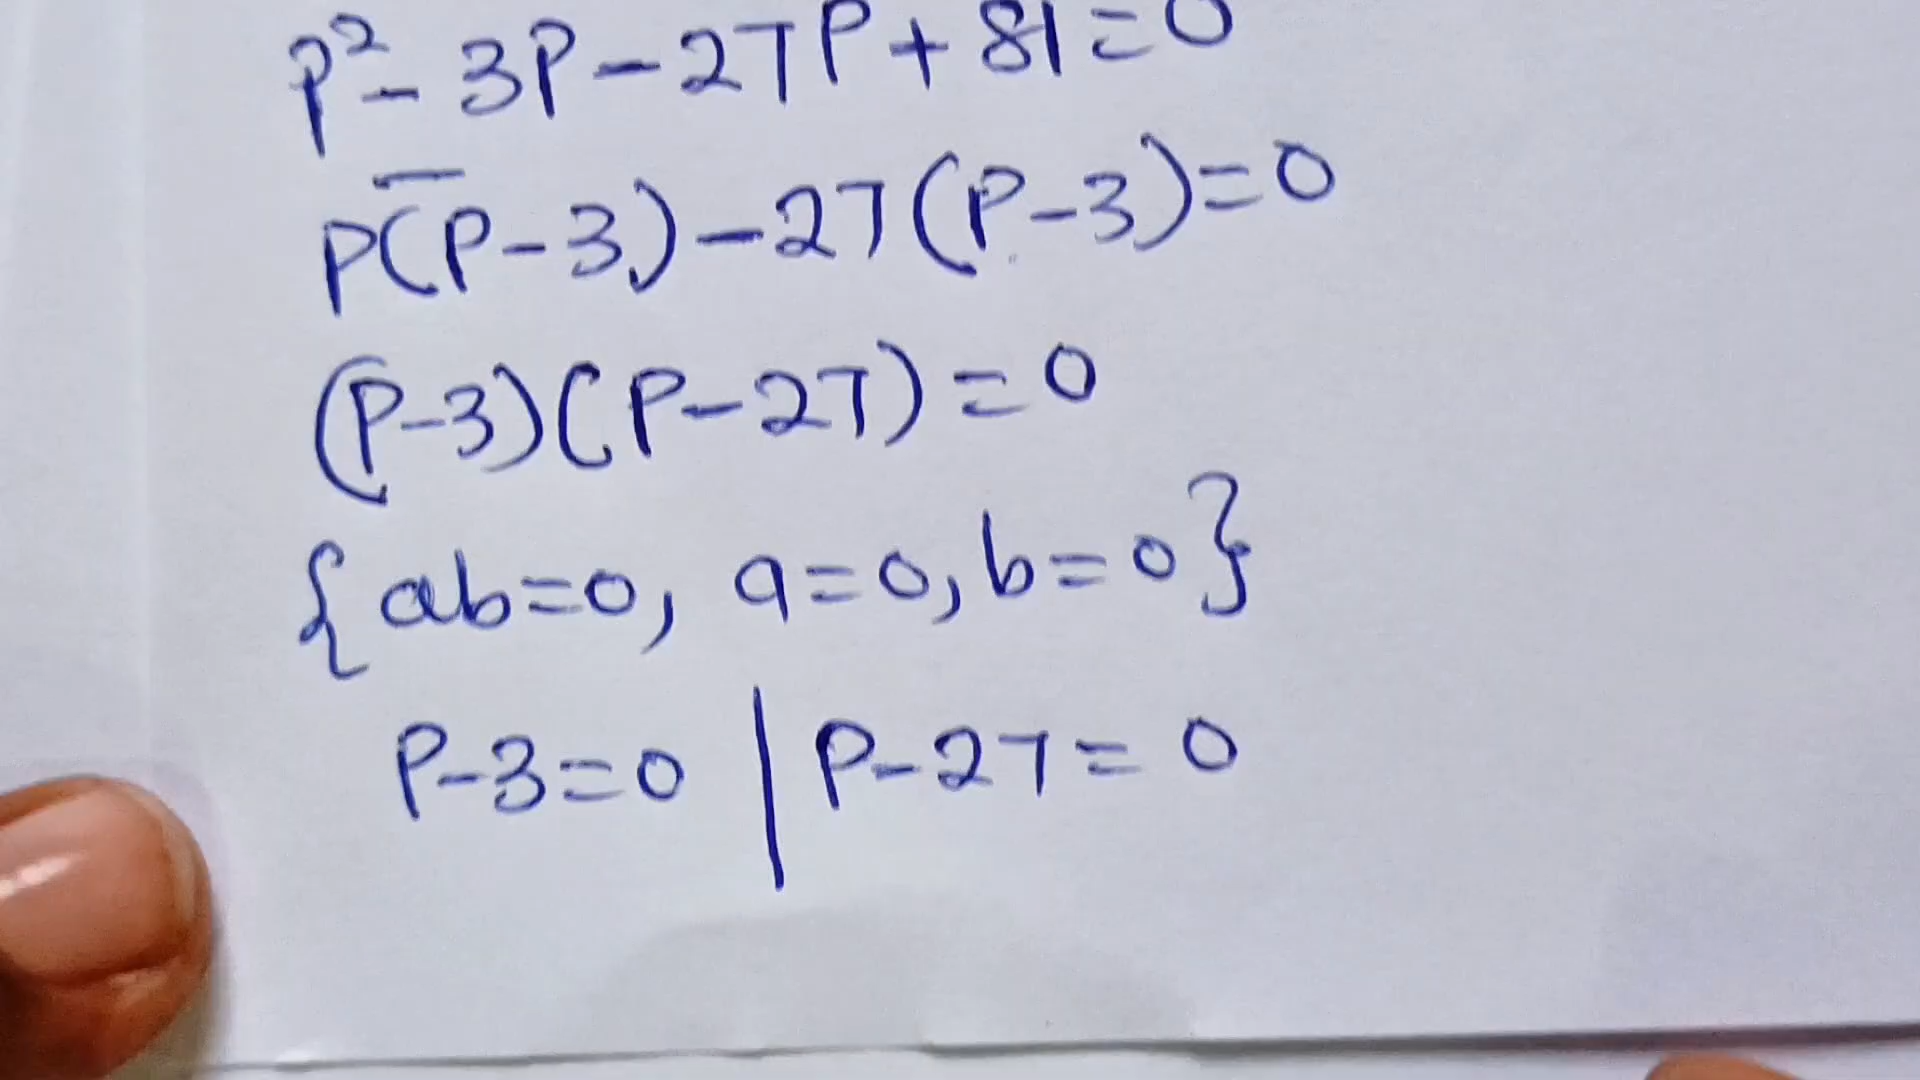 P² - 3P - 27P + 81 = 0
P(P-3) - 27(P-3) = 0
(P-3)(P-27) = 0
{ab=0, a=0, b=0}
P-3=0 | P-27=0